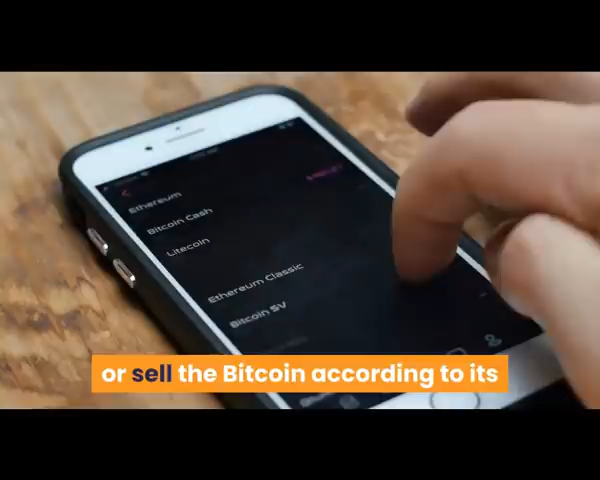 Ethereum
Bitcoin Cash
Litecoin
Ethereum Classic
Bitcoin SV
or sell the Bitcoin according to its